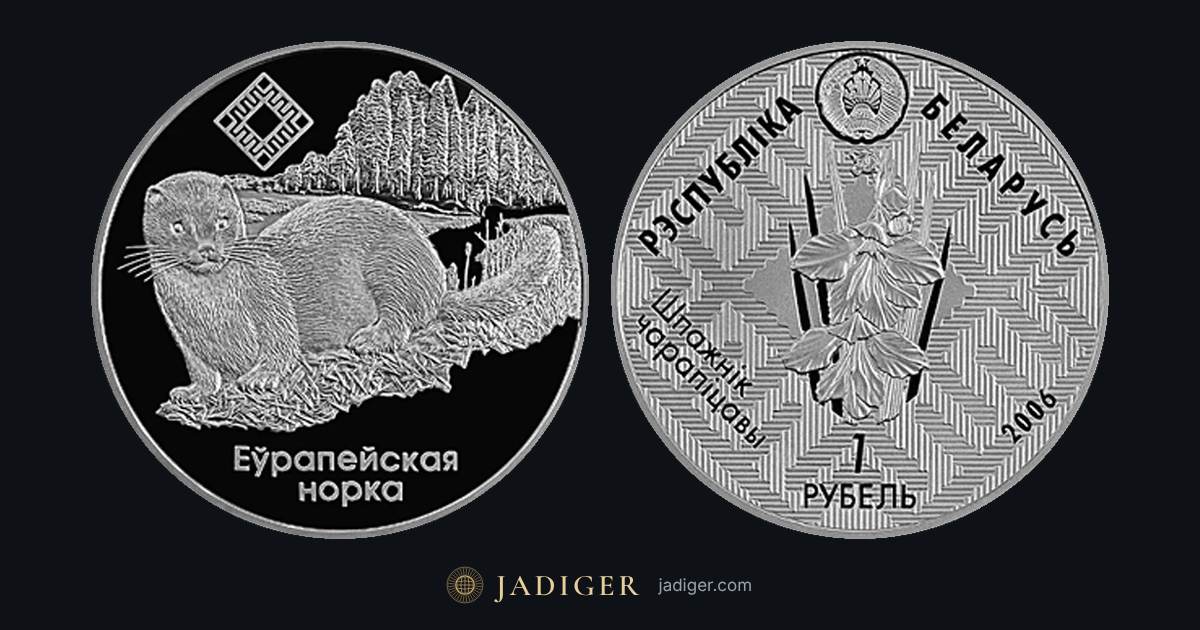 Еўрапейская
норка
РЭСПУБЛІКА БЕЛАРУСЬ
Шпажнік
чарапіцавы
2006
1
РУБЕЛЬ
JADIGER jadiger.com